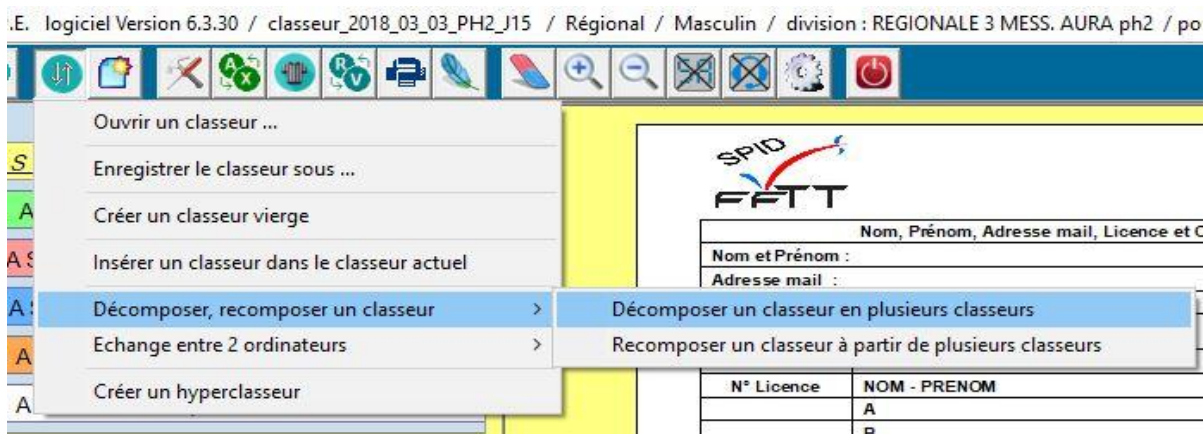 .E. logiciel Version 6.3.30 / classeur_2018_03_03_PH2_J15 / Régional / Masculin / division : REGIONALE 3 MESS. AURA ph2 / po
A
X
R
V
Ouvrir un classeur ...
Enregistrer le classeur sous ...
Créer un classeur vierge
Insérer un classeur dans le classeur actuel
Décomposer, recomposer un classeur >
Echange entre 2 ordinateurs >
Créer un hyperclasseur
Décomposer un classeur en plusieurs classeurs
Recomposer un classeur à partir de plusieurs classeurs
S
A
A S
A
A
A
SPID
FFTT
Nom, Prénom, Adresse mail, Licence et C
Nom et Prénom :
Adresse mail :
N° Licence NOM - PRENOM
A
B